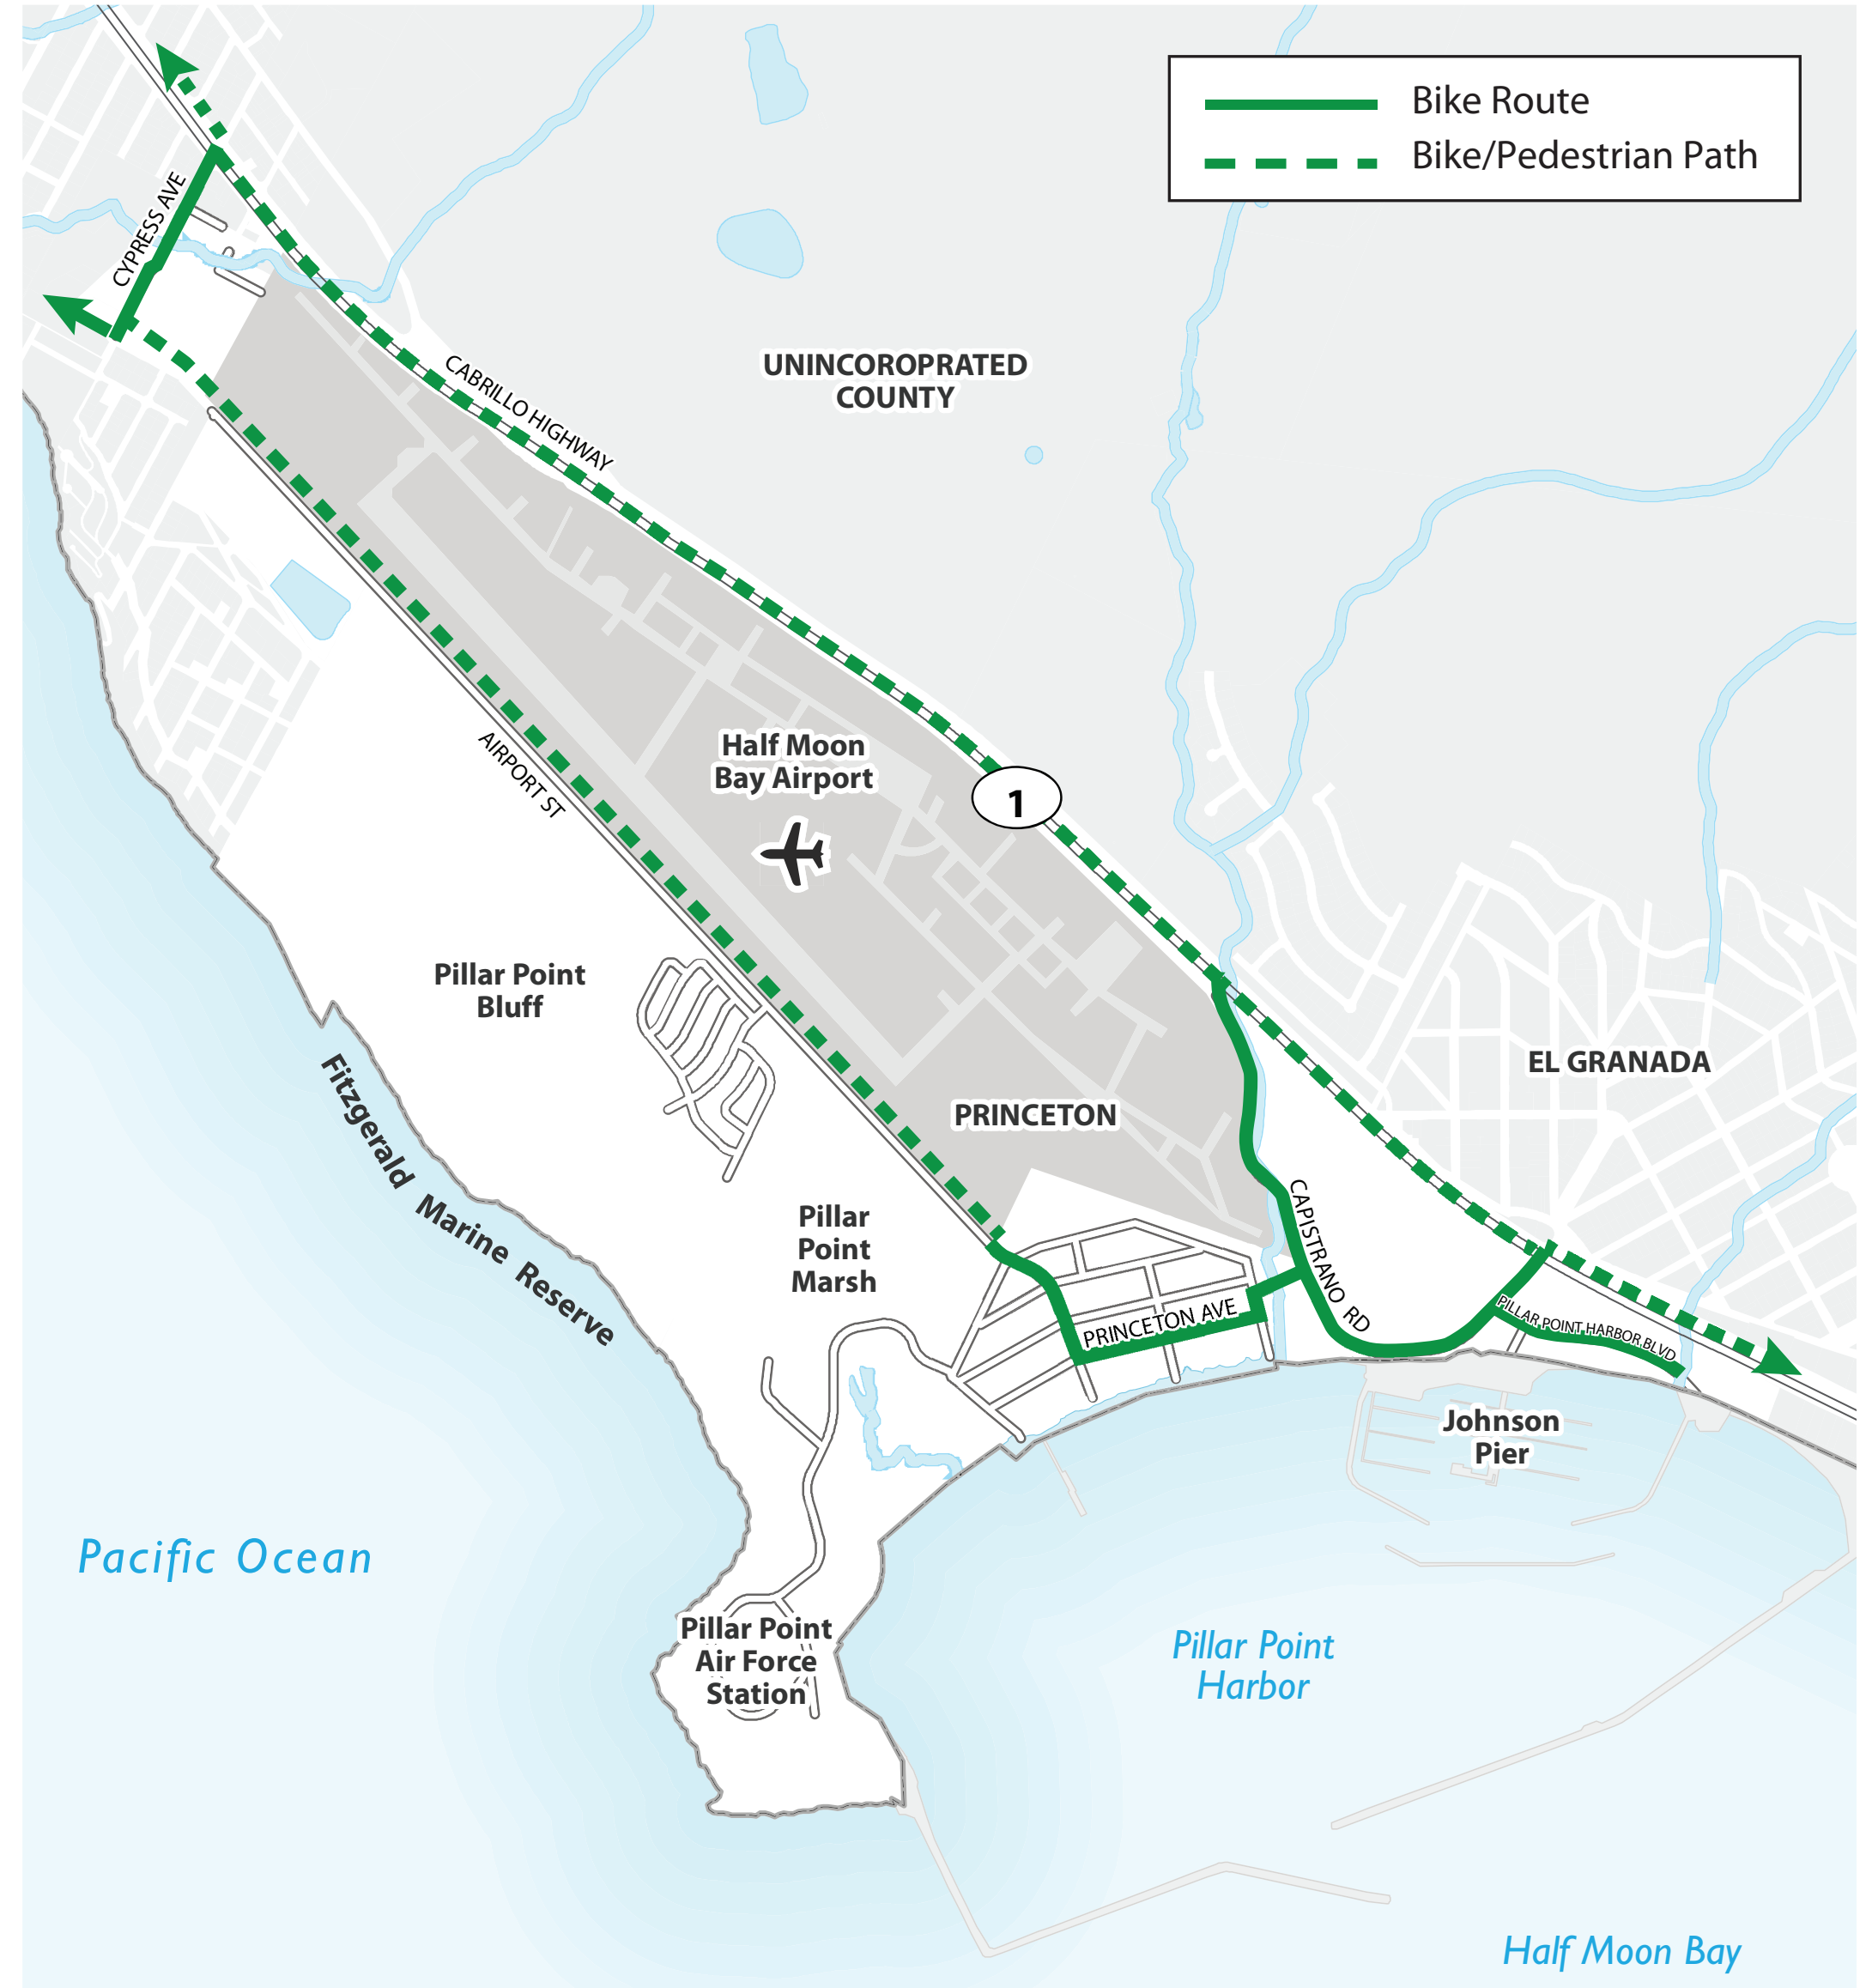 Bike Route
Bike/Pedestrian Path
CYPRESS AVE
CABRILLO HIGHWAY
UNINCOROPRATED
COUNTY
Half Moon
Bay Airport
1
AIRPORT ST
Pillar Point
Bluff
EL GRANADA
PRINCETON
Fitzgerald Marine Reserve
Pillar
Point
Marsh
CAPISTRANO RD
PRINCETON AVE
PILLAR POINT HARBOR BLVD
Johnson
Pier
Pacific Ocean
Pillar Point
Air Force
Station
Pillar Point
Harbor
Half Moon Bay